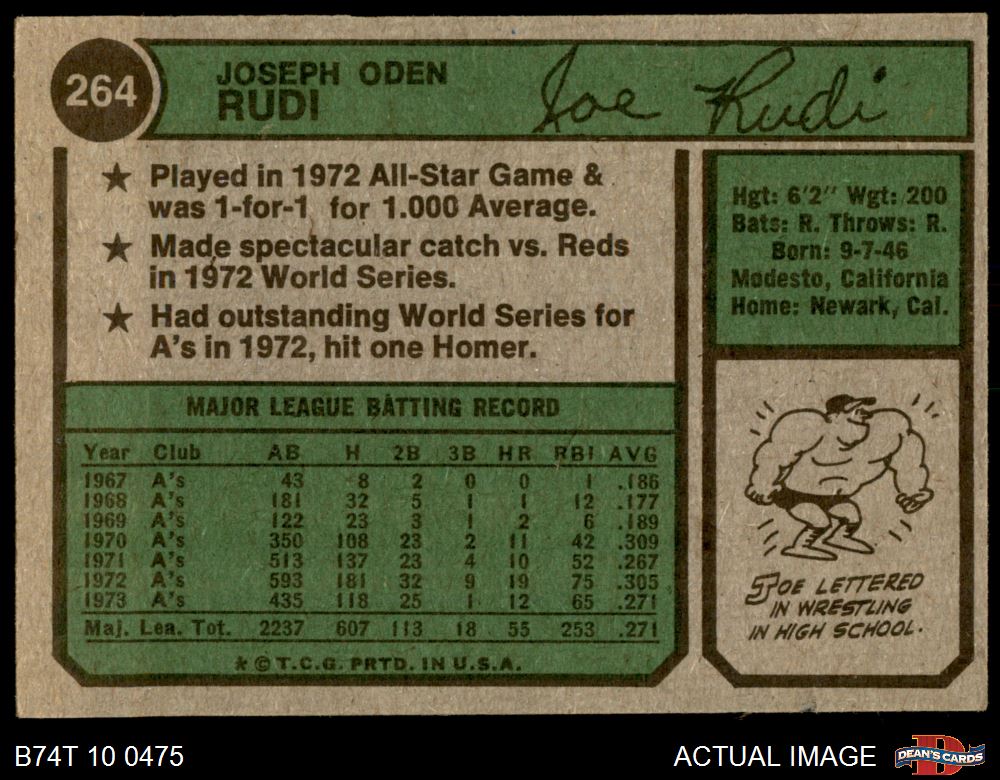 264
JOSEPH ODEN
RUDI
Joe Rudi
★ Played in 1972 All-Star Game &
was 1-for-1 for 1.000 Average.
★ Made spectacular catch vs. Reds
in 1972 World Series.
★ Had outstanding World Series for
A's in 1972, hit one Homer.
Hgt: 6'2" Wgt: 200
Bats: R. Throws: R.
Born: 9-7-46
Modesto, California
Home: Newark, Cal.
MAJOR LEAGUE BATTING RECORD
Year Club AB H 2B 3B HR RBI AVG
1967 A's 43 8 2 0 0 1 .186
1968 A's 181 32 5 1 1 12 .177
1969 A's 122 23 3 1 2 6 .189
1970 A's 350 108 23 2 11 42 .309
1971 A's 513 137 23 4 10 52 .267
1972 A's 593 181 32 9 19 75 .305
1973 A's 435 118 25 1 12 65 .271
Maj. Lea. Tot. 2237 607 113 18 55 253 .271
★ © T.C.G. PRTD. IN U.S.A.
JOE LETTERED
IN WRESTLING
IN HIGH SCHOOL.
B74T 10 0475
ACTUAL IMAGE
D
DEAN'S CARDS